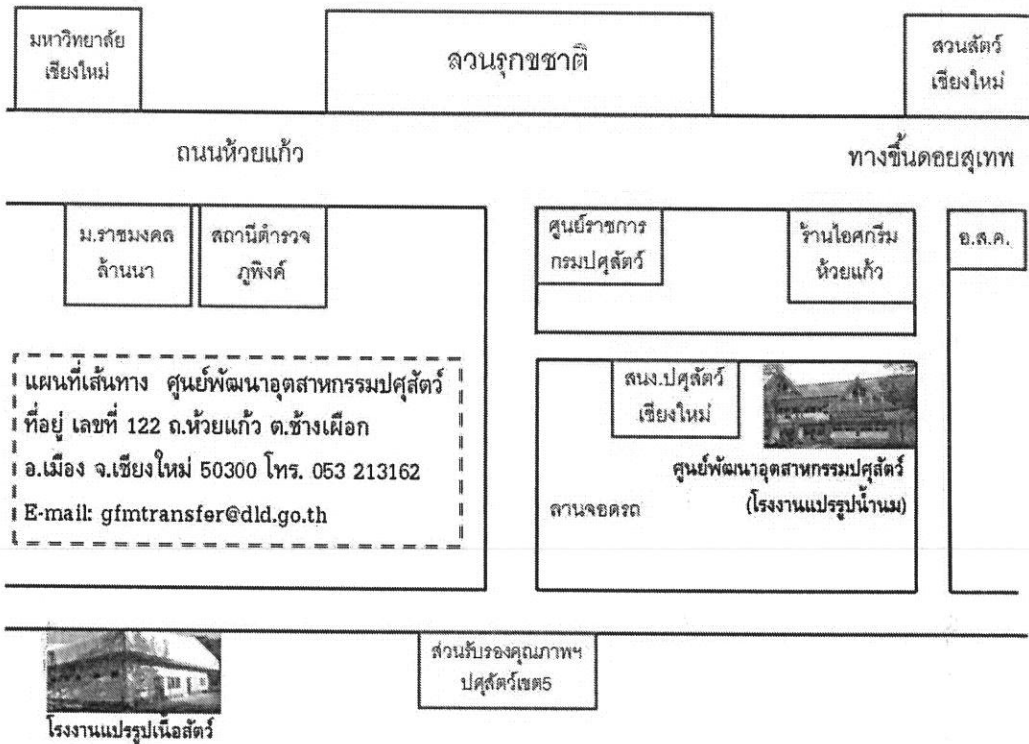 มหาวิทยาลัย
เชียงใหม่
ลวนรุกขชาติ
สวนสัตว์
เชียงใหม่
ถนนห้วยแก้ว
ทางขึ้นดอยสุเทพ
ม.ราชมงคล
ล้านนา
สถานีตำรวจ
ภูพิงค์
ศูนย์ราชการ
กรมปศุสัตว์
ร้านไอศกรีม
ห้วยแก้ว
อ.ส.ค.
แผนที่เส้นทาง ศูนย์พัฒนาอุตสาหกรรมปศุสัตว์
ที่อยู่ เลขที่ 122 ถ.ห้วยแก้ว ต.ช้างเผือก
อ.เมือง จ.เชียงใหม่ 50300 โทร. 053 213162
E-mail: gfmtransfer@dld.go.th
สนง.ปศุสัตว์
เชียงใหม่
ศูนย์พัฒนาอุตสาหกรรมปศุสัตว์
(โรงงานแปรรูปน้ำนม)
ลานจอดรถ
ส่วนรับรองคุณภาพฯ
ปศุสัตว์เขต5
โรงงานแปรรูปเนื้อสัตว์